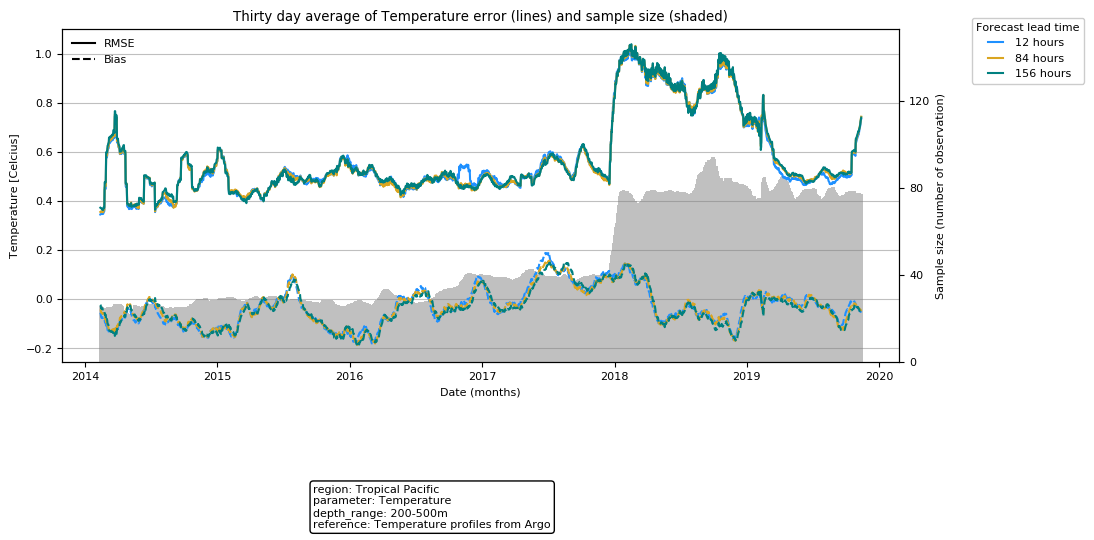 Thirty day average of Temperature error (lines) and sample size (shaded)
Forecast lead time
12 hours
84 hours
156 hours
RMSE
Bias
Temperature [Celcius]
1.0
0.8
0.6
0.4
0.2
0.0
−0.2
120
80
40
0
Sample size (number of observation)
2014 2015 2016 2017 2018 2019 2020
Date (months)
region: Tropical Pacific
parameter: Temperature
depth_range: 200-500m
reference: Temperature profiles from Argo